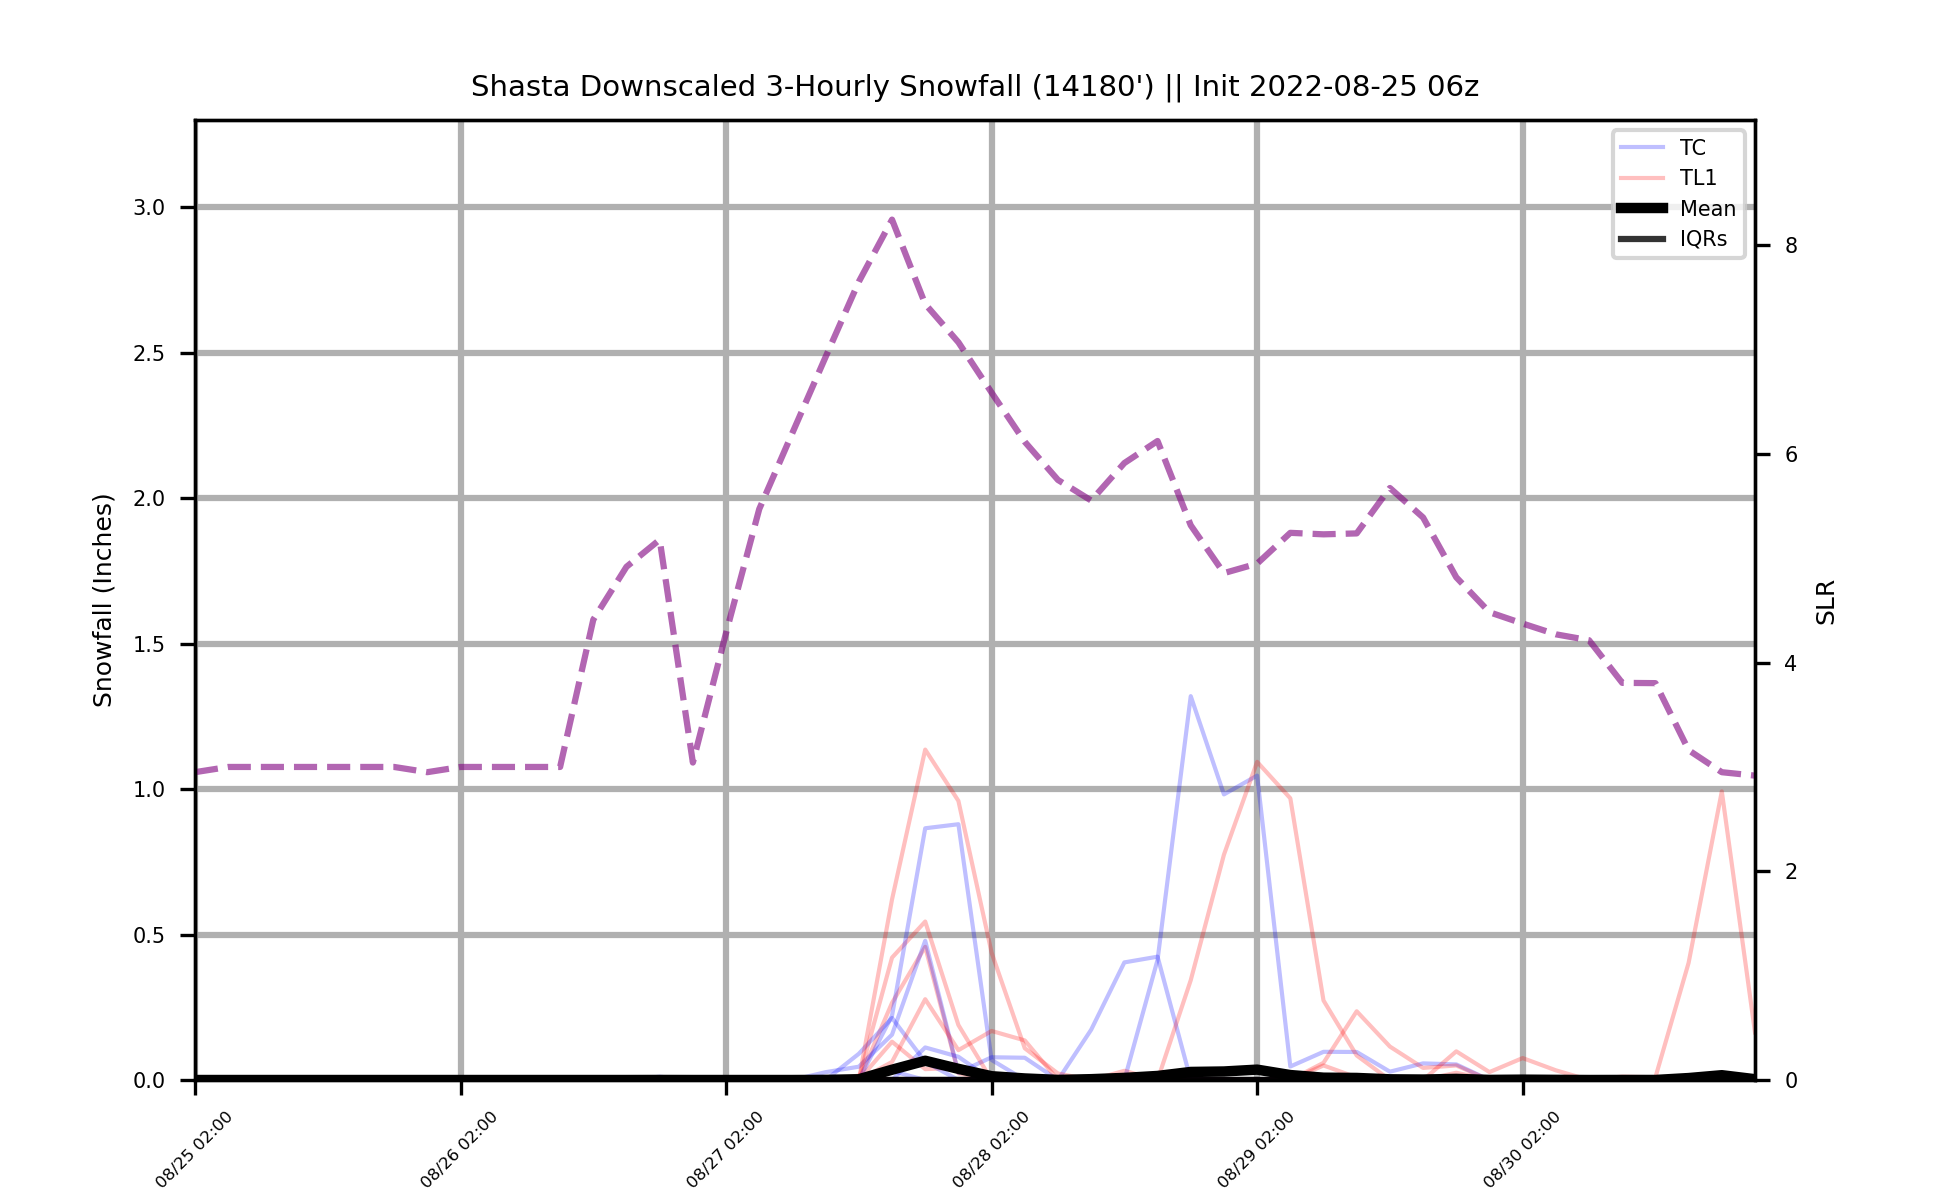 Shasta Downscaled 3-Hourly Snowfall (14180') || Init 2022-08-25 06z
TC
TL1
Mean
IQRs
Snowfall (Inches)
3.0
2.5
2.0
1.5
1.0
0.5
0.0
8
6
4
2
0
SLR
08/25 02:00
08/26 02:00
08/27 02:00
08/28 02:00
08/29 02:00
08/30 02:00